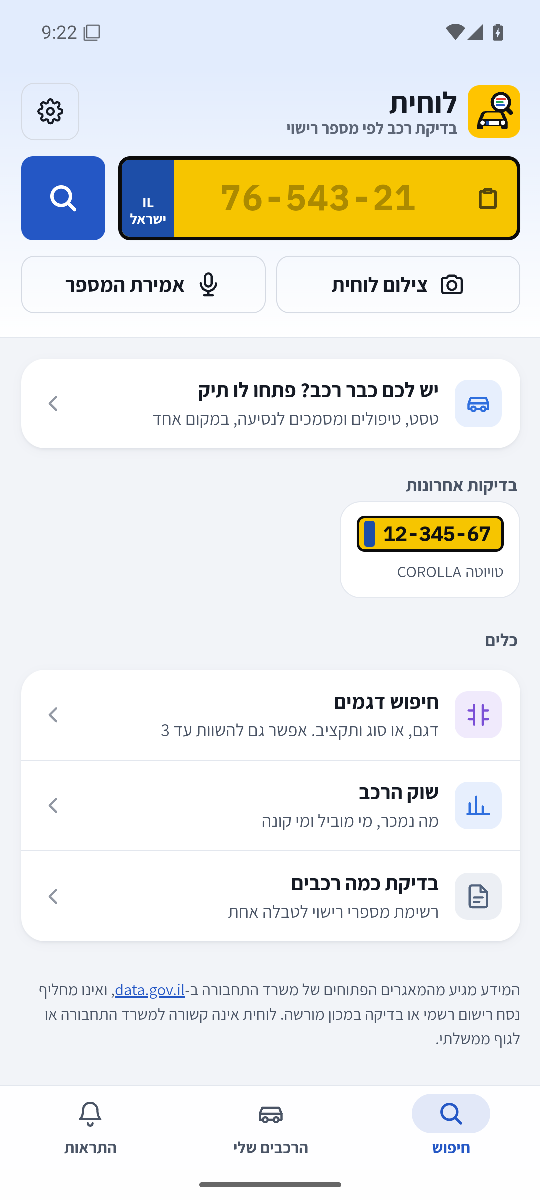 9:22
לוחית
בדיקת רכב לפי מספר רישוי
76-543-21
IL
ישראל
צילום לוחית
אמירת המספר
יש לכם כבר רכב? פתחו לו תיק
טסט, טיפולים ומסמכים לנסיעה, במקום אחד
בדיקות אחרונות
12-345-67
טויוטה COROLLA
כלים
חיפוש דגמים
דגם, או סוג ותקציב. אפשר גם להשוות עד 3
שוק הרכב
מה נמכר, מי מוביל ומי קונה
בדיקת כמה רכבים
רשימת מספרי רישוי לטבלה אחת
המידע מגיע מהמאגרים הפתוחים של משרד התחבורה ב-data.gov.il, ואינו מחליף
נסח רישום רשמי או בדיקה במכון מורשה. לוחית אינה קשורה למשרד התחבורה או
לגוף ממשלתי.
חיפוש
הרכבים שלי
התראות